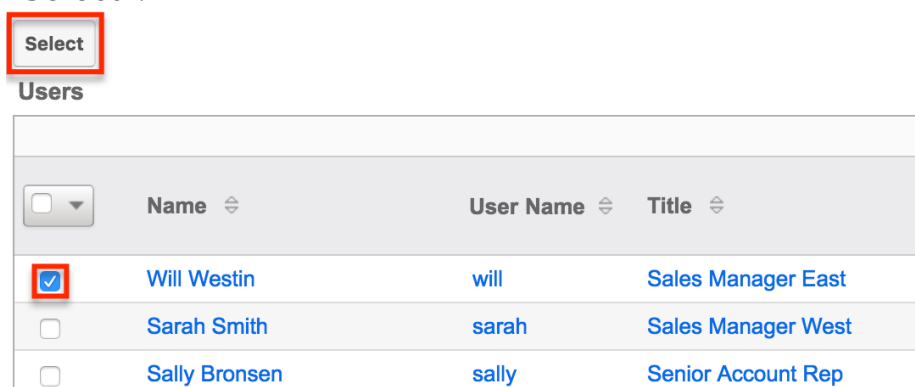 Select
Users
Name User Name Title
Will Westin will Sales Manager East
Sarah Smith sarah Sales Manager West
Sally Bronsen sally Senior Account Rep